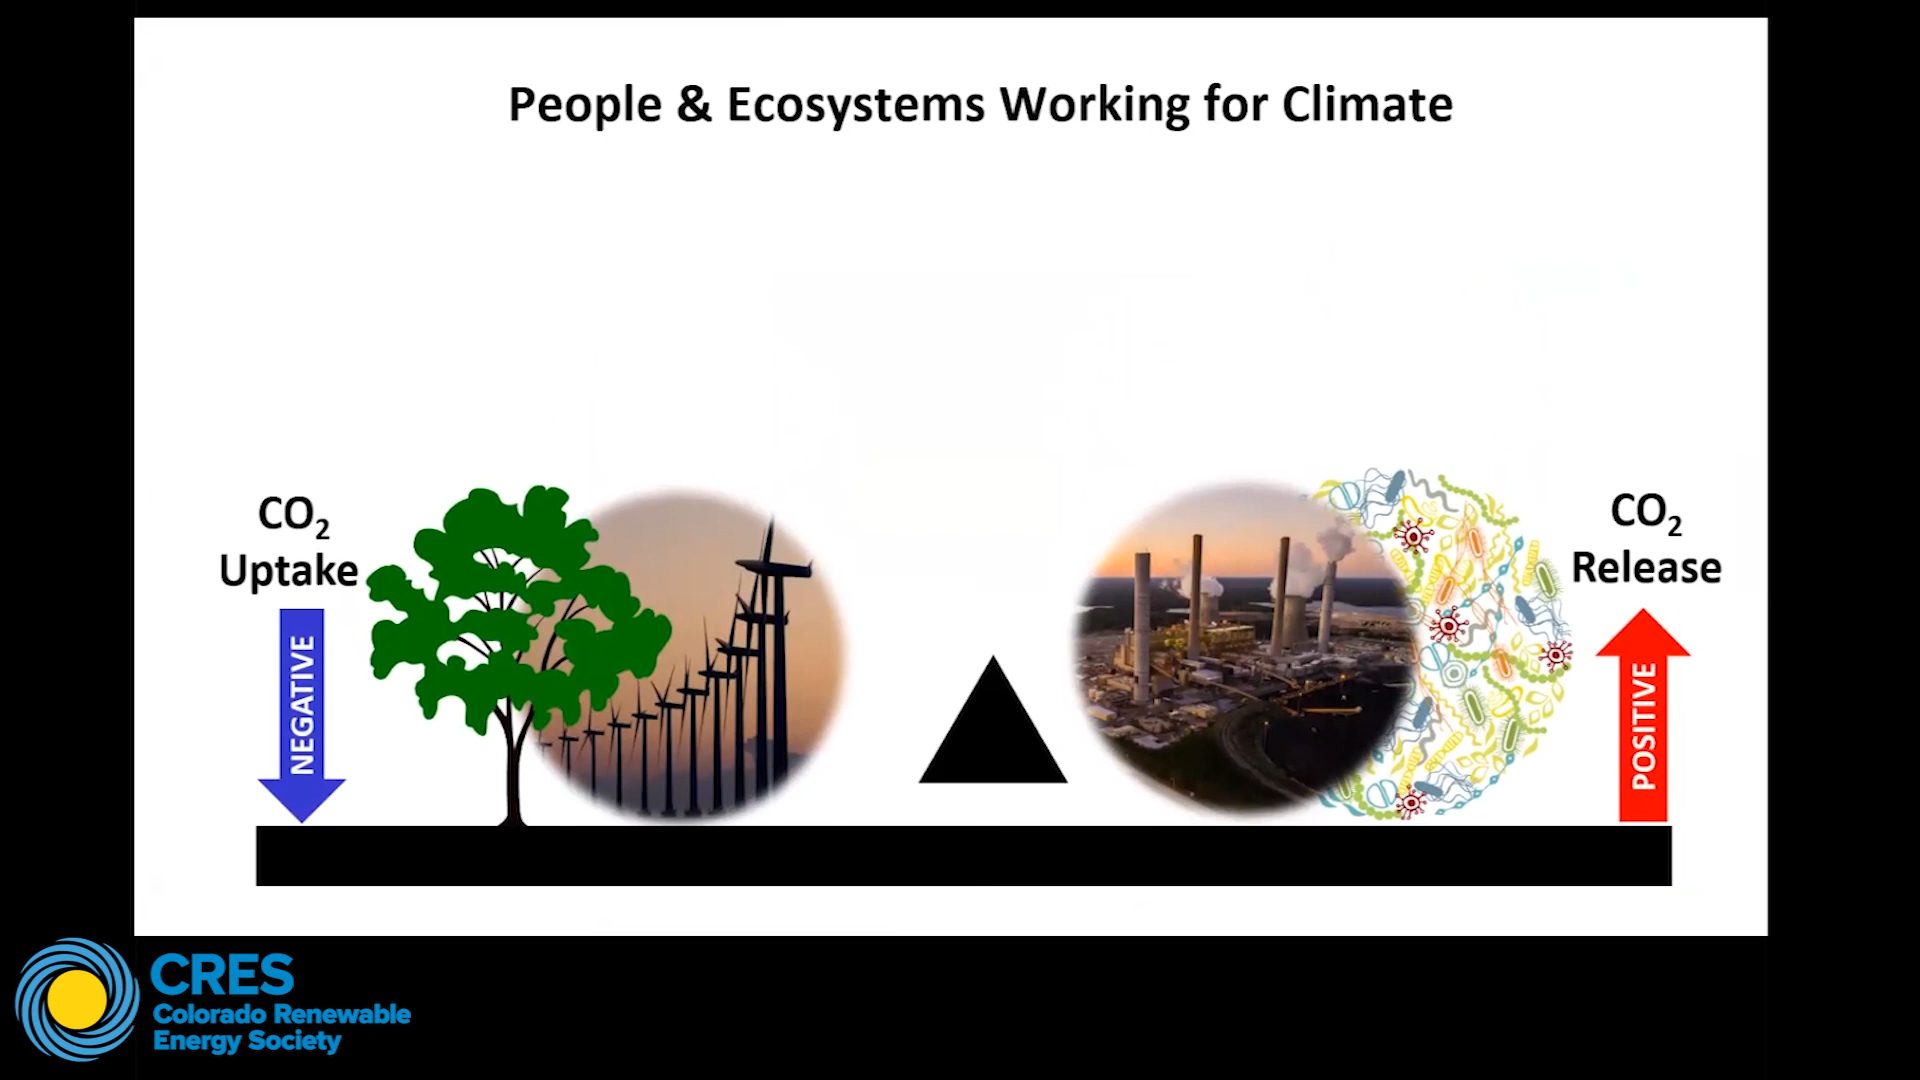 People & Ecosystems Working for Climate
CO₂
Uptake
NEGATIVE
CO₂
Release
POSITIVE
CRES
Colorado Renewable
Energy Society